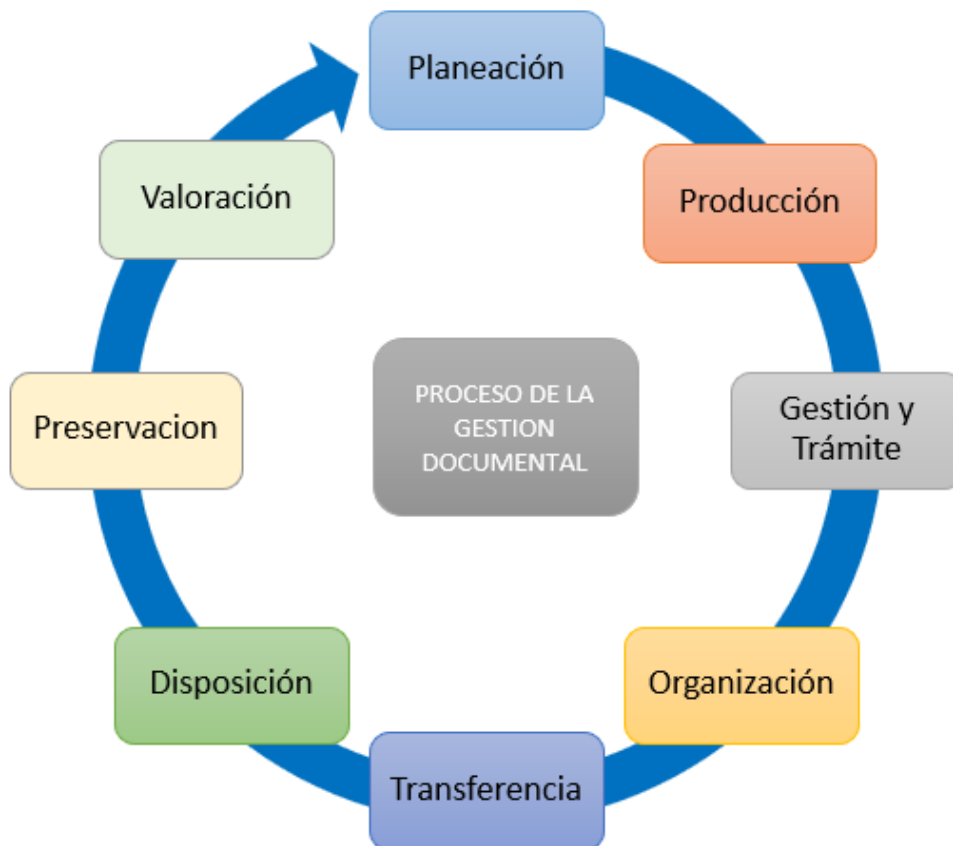 Planeación
Producción
Gestión y
Trámite
Organización
Transferencia
Disposición
Preservacion
Valoración
PROCESO DE LA
GESTION
DOCUMENTAL